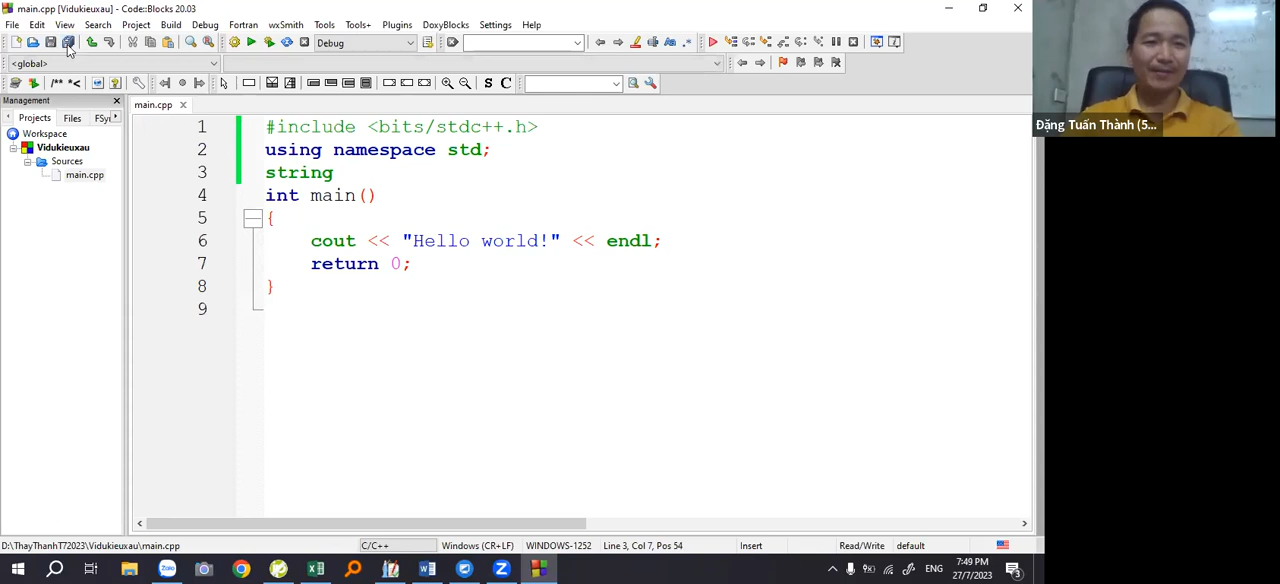 main.cpp [Vidukieuxau] - Code::Blocks 20.03
File Edit View Search Project Build Debug Fortran wxSmith Tools Tools+ Plugins DoxyBlocks Settings Help
Debug
<global>
/** *<
S C
Management
Projects Files FSy
main.cpp
Workspace
Vidukieuxau
Sources
main.cpp
1 #include <bits/stdc++.h>
2 using namespace std;
3 string
4 int main()
5 {
6 cout << "Hello world!" << endl;
7 return 0;
8 }
9
Đặng Tuấn Thành (5...
D:\ThayThanhT72023\Vidukieuxau\main.cpp C/C++ Windows (CR+LF) WINDOWS-1252 Line 3, Col 7, Pos 54 Insert Read/Write default
Zalo
ENG
7:49 PM
27/7/2023
3